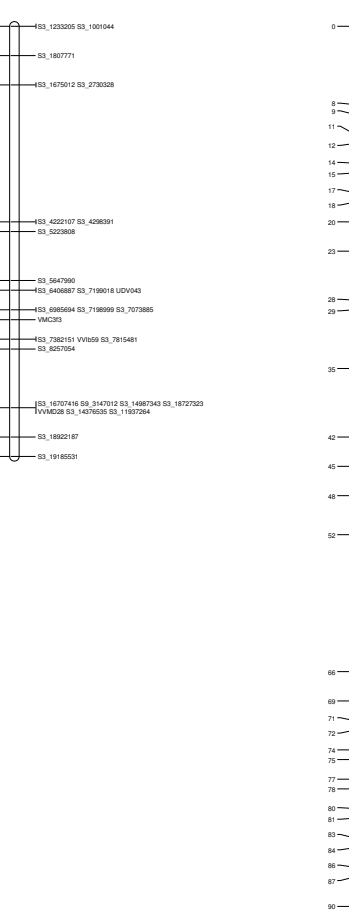 S3_1233205 S3_1001044
S3_1807771
S3_1675012 S3_2730328
S3_4222107 S3_4298391
S3_5223808
S3_5647990
S3_6406887 S3_7199018 UDV043
S3_6985694 S3_7198999 S3_7073885
VMC3f3
S3_7382151 VVIb59 S3_7815481
S3_8257054
S3_16707416 S9_3147012 S3_14987343 S3_18727323
VVMD28 S3_14376535 S3_11937264
S3_18922187
S3_19185531
0
8
9
11
12
14
15
17
18
20
23
28
29
35
42
45
48
52
66
69
71
72
74
75
77
78
80
81
83
84
86
87
90